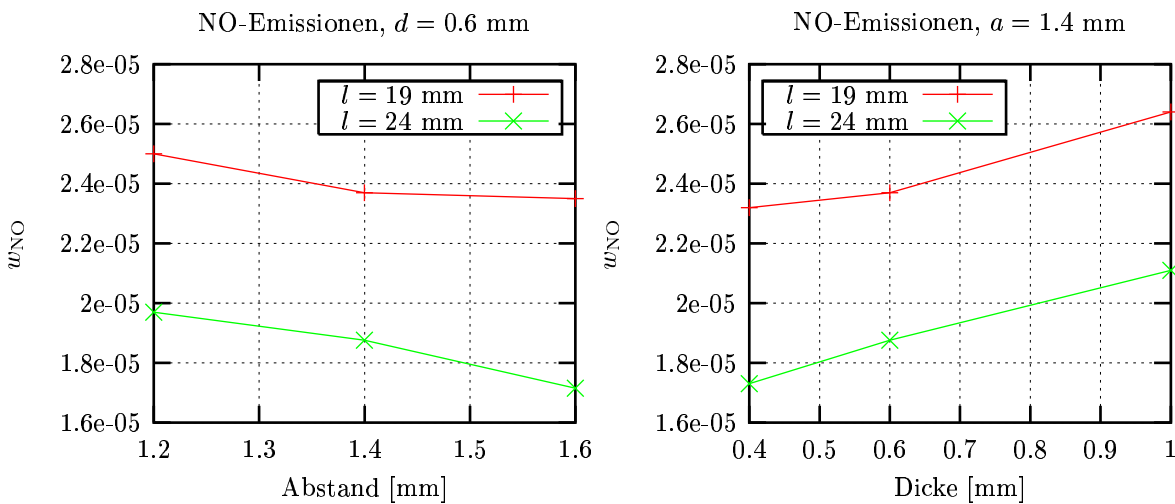 NO-Emissionen, d = 0.6 mm
2.8e-05
2.6e-05
2.4e-05
2.2e-05
2e-05
1.8e-05
1.6e-05
wNO
l = 19 mm
l = 24 mm
1.2 1.3 1.4 1.5 1.6
Abstand [mm]
NO-Emissionen, a = 1.4 mm
2.8e-05
2.6e-05
2.4e-05
2.2e-05
2e-05
1.8e-05
1.6e-05
wNO
l = 19 mm
l = 24 mm
0.4 0.5 0.6 0.7 0.8 0.9 1
Dicke [mm]